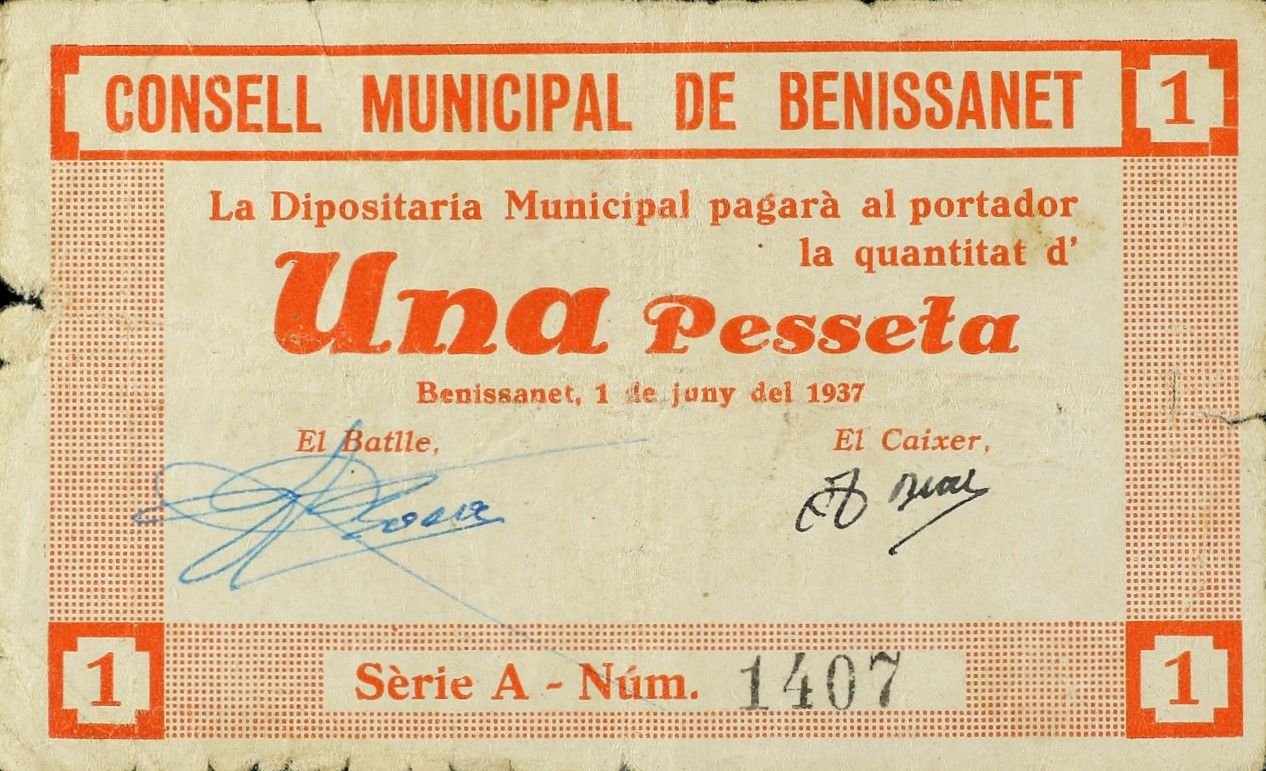 CONSELL MUNICIPAL DE BENISSANET 1
La Dipositaria Municipal pagarà al portador
la quantitat d'
Una Pesseta
Benissanet, 1 de juny del 1937
El Batlle, El Caixer,
1 Sèrie A - Núm. 1407 1